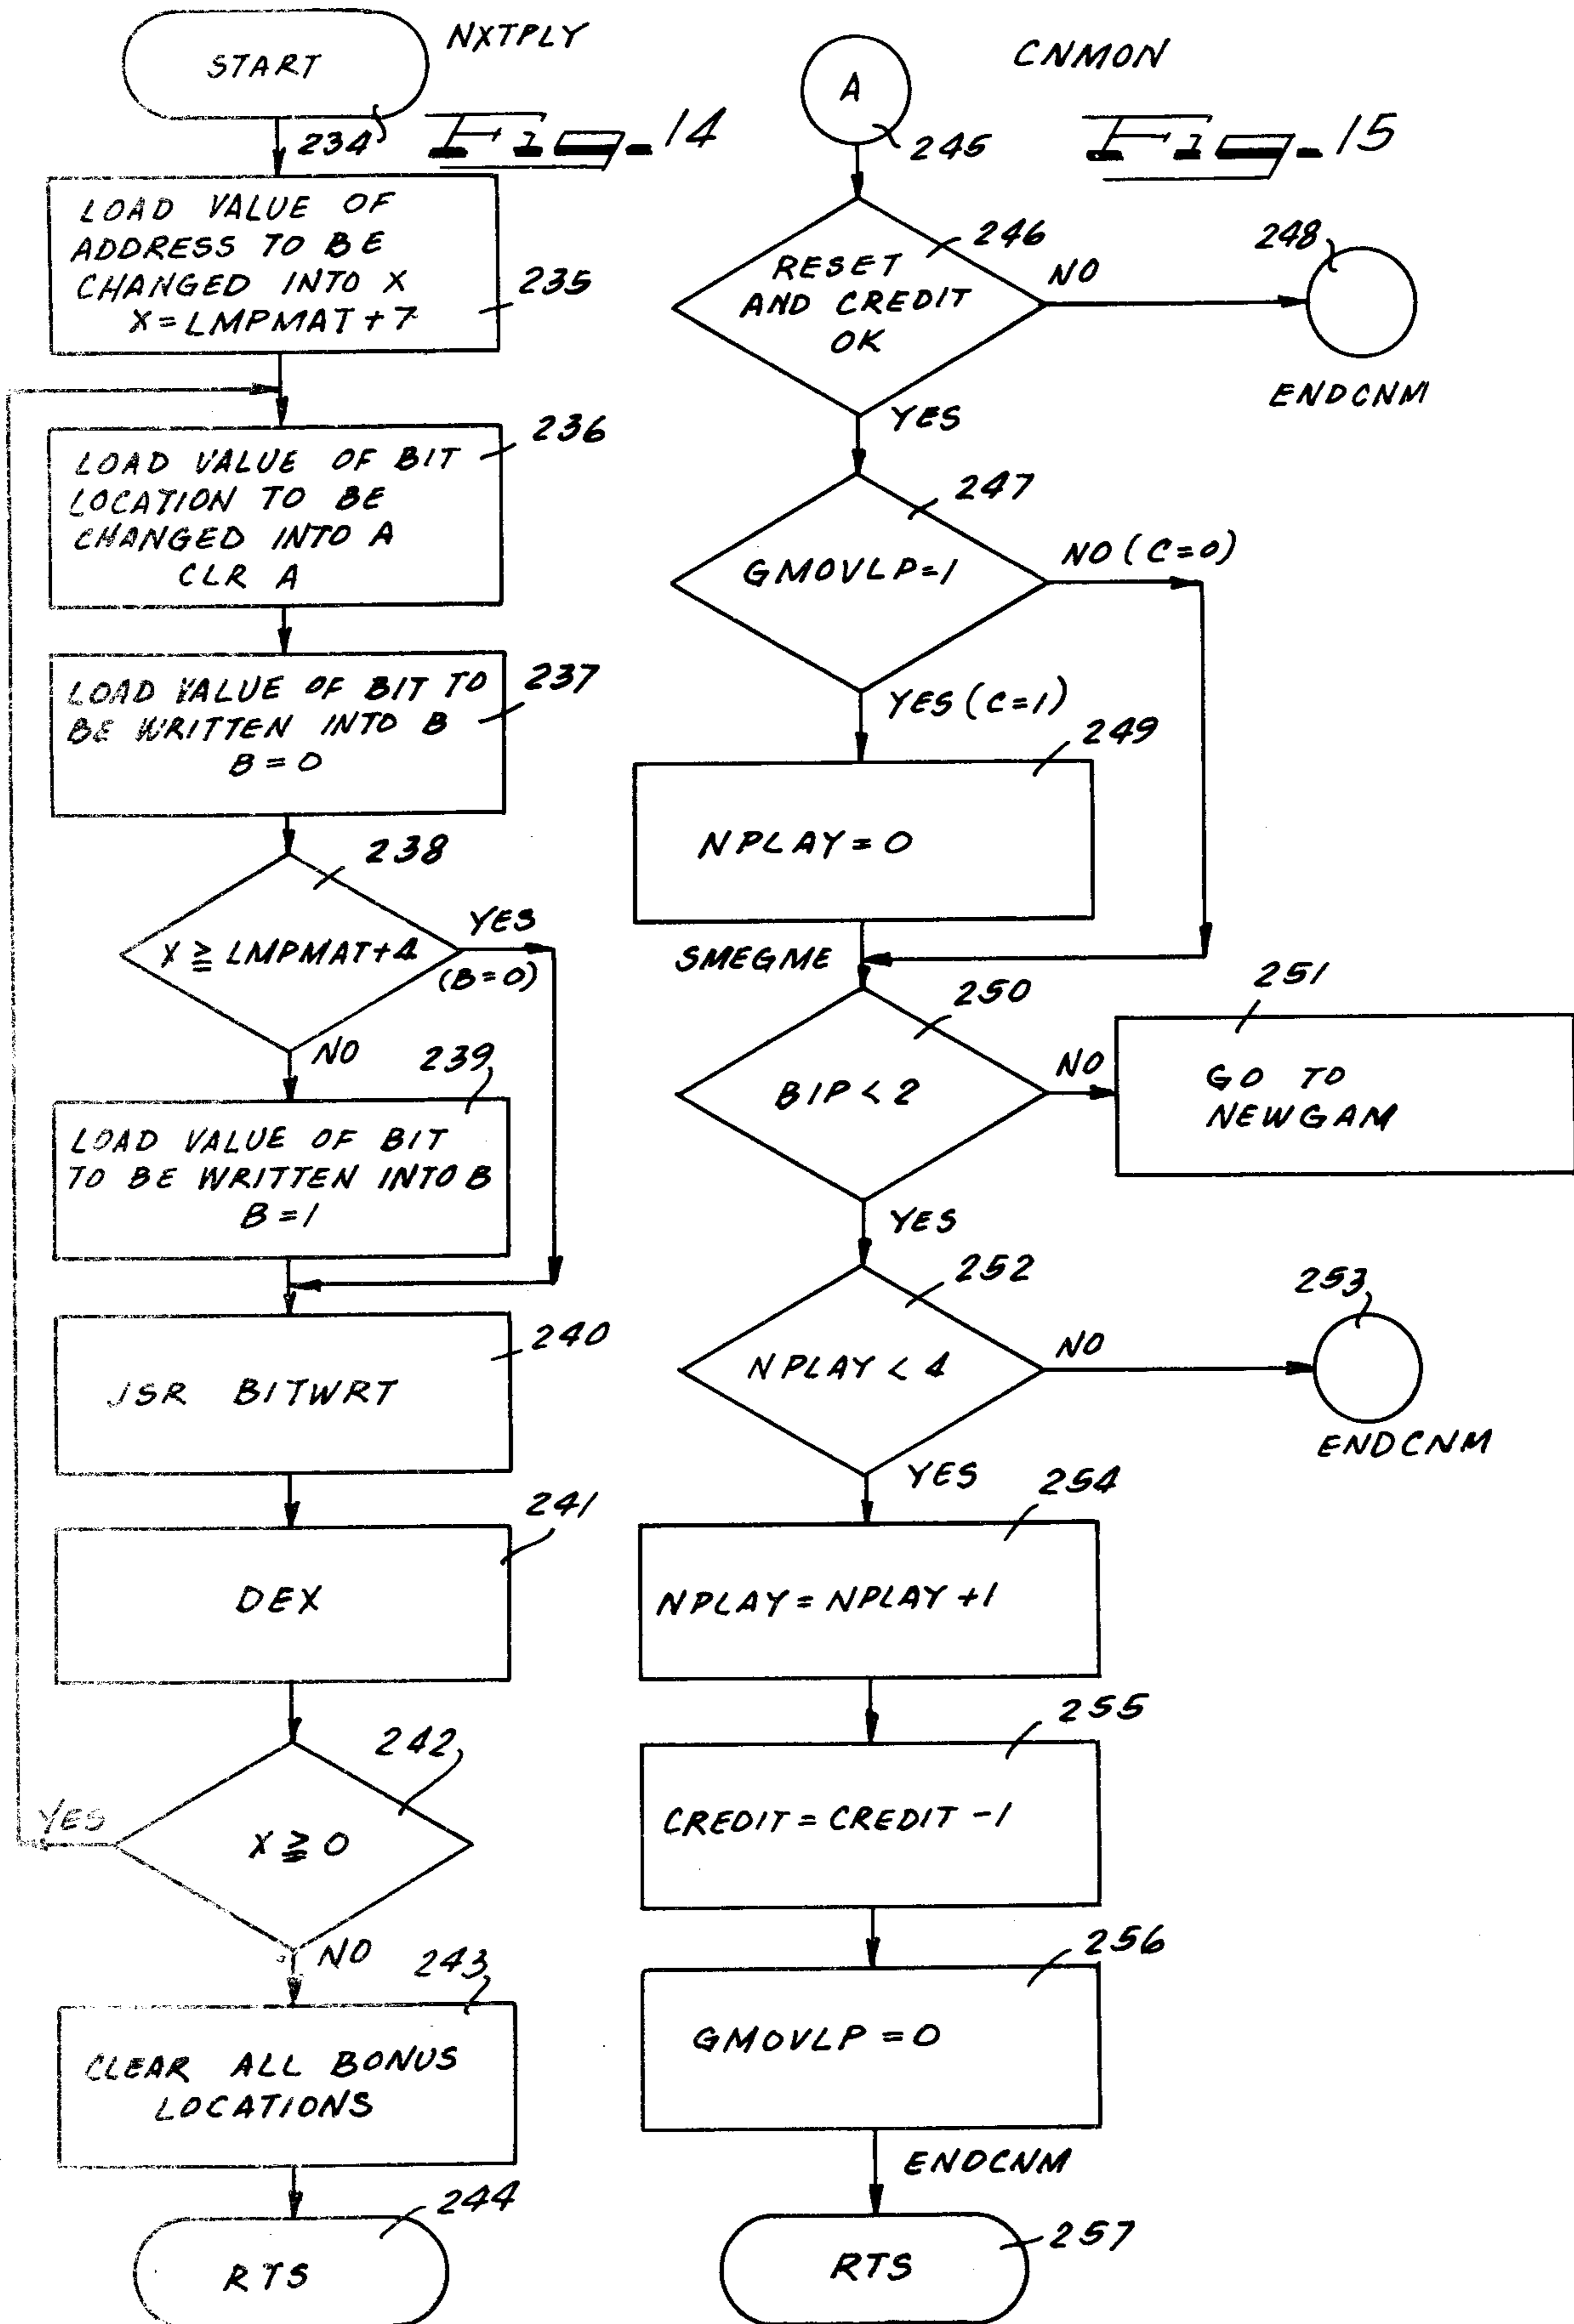 NXTPLY
Fig-14
START
234
LOAD VALUE OF
ADDRESS TO BE
CHANGED INTO X
X=LMPMAT+7
235
236
LOAD VALUE OF BIT
LOCATION TO BE
CHANGED INTO A
CLR A
LOAD VALUE OF BIT TO
BE WRITTEN INTO B
B=0
237
238
X ≧ LMPMAT+4
YES
(B=0)
NO
239
LOAD VALUE OF BIT
TO BE WRITTEN INTO B
B=1
240
JSR BITWRT
241
DEX
242
YES
X ≧ 0
NO
243
CLEAR ALL BONUS
LOCATIONS
244
RTS
CNMON
Fig-15
A
245
246
RESET
AND CREDIT
OK
NO
248
ENDCNM
YES
247
GMOVLP=1
NO (C=0)
YES (C=1)
249
NPLAY=0
SMEGME
250
BIP<2
NO
251
GO TO
NEWGAM
YES
252
NPLAY<4
NO
253
ENDCNM
YES
254
NPLAY=NPLAY+1
255
CREDIT=CREDIT-1
256
GMOVLP=0
ENDCNM
RTS
257